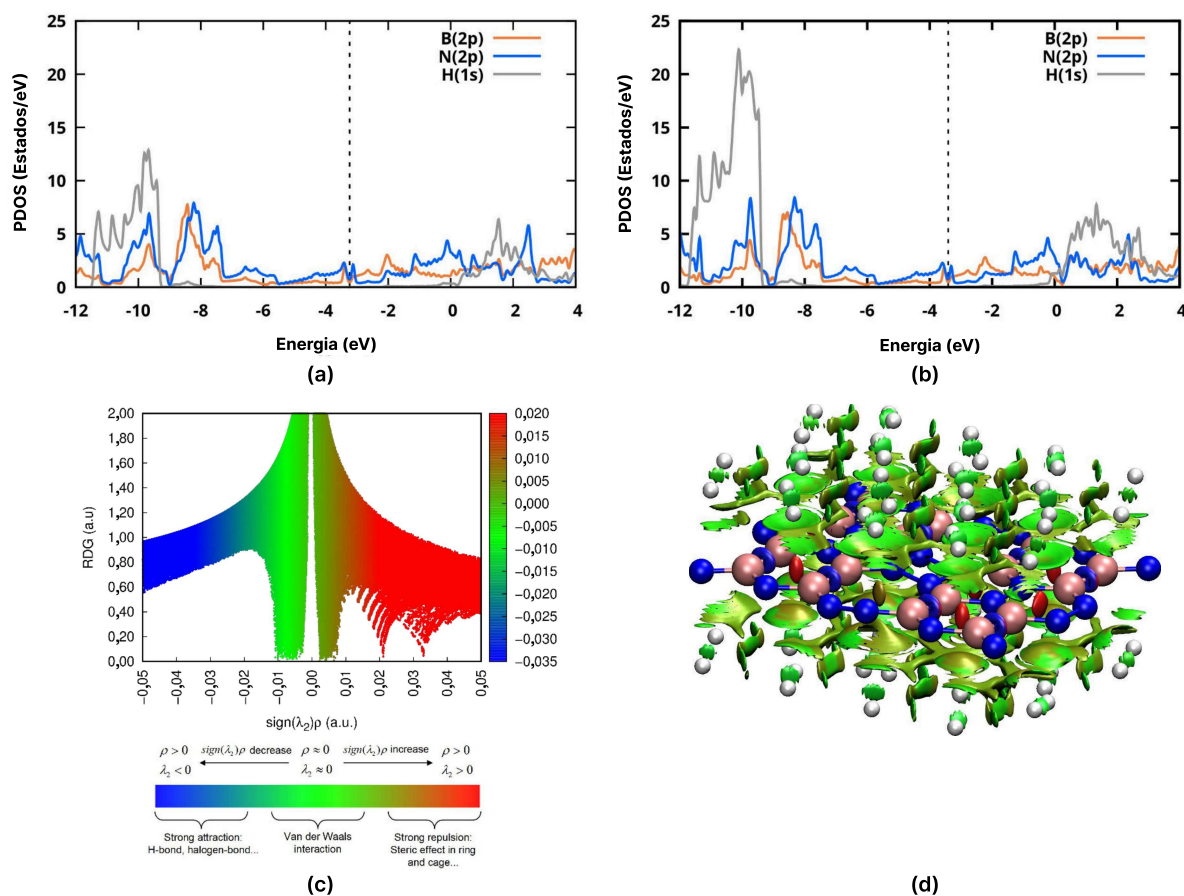 25
20
15
10
5
0
PDOS (Estados/eV)
B(2p)
N(2p)
H(1s)
-12 -10 -8 -6 -4 -2 0 2 4
Energia (eV)
(a)
25
20
15
10
5
0
PDOS (Estados/eV)
B(2p)
N(2p)
H(1s)
-12 -10 -8 -6 -4 -2 0 2 4
Energia (eV)
(b)
2,00
1,80
1,60
1,40
1,20
1,00
0,80
0,60
0,40
0,20
0,00
RDG (a.u)
-0,05 -0,04 -0,03 -0,02 -0,01 0,00 0,01 0,02 0,03 0,04 0,05
sign(λ₂)ρ (a.u.)
0,020
0,015
0,010
0,005
0,000
−0,005
−0,010
−0,015
−0,020
−0,025
−0,030
−0,035
ρ > 0 sign(λ₂)ρ decrease ρ ≈ 0 sign(λ₂)ρ increase ρ > 0
λ₂ < 0 λ₂ ≈ 0 λ₂ > 0
Strong attraction: Van der Waals Strong repulsion:
H-bond, halogen-bond... interaction Steric effect in ring
and cage...
(c)
(d)